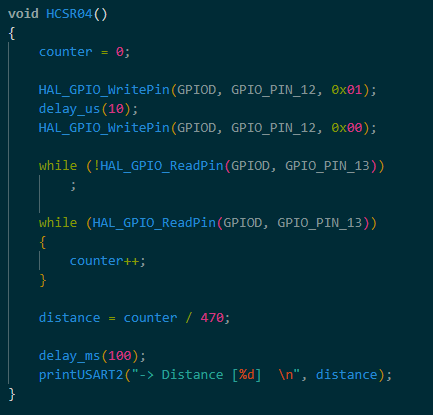 void HCSR04()
{
    counter = 0;

    HAL_GPIO_WritePin(GPIOD, GPIO_PIN_12, 0x01);
    delay_us(10);
    HAL_GPIO_WritePin(GPIOD, GPIO_PIN_12, 0x00);

    while (!HAL_GPIO_ReadPin(GPIOD, GPIO_PIN_13))
        ;

    while (HAL_GPIO_ReadPin(GPIOD, GPIO_PIN_13))
    {
        counter++;
    }

    distance = counter / 470;

    delay_ms(100);
    printUSART2("-> Distance [%d]  \n", distance);
}